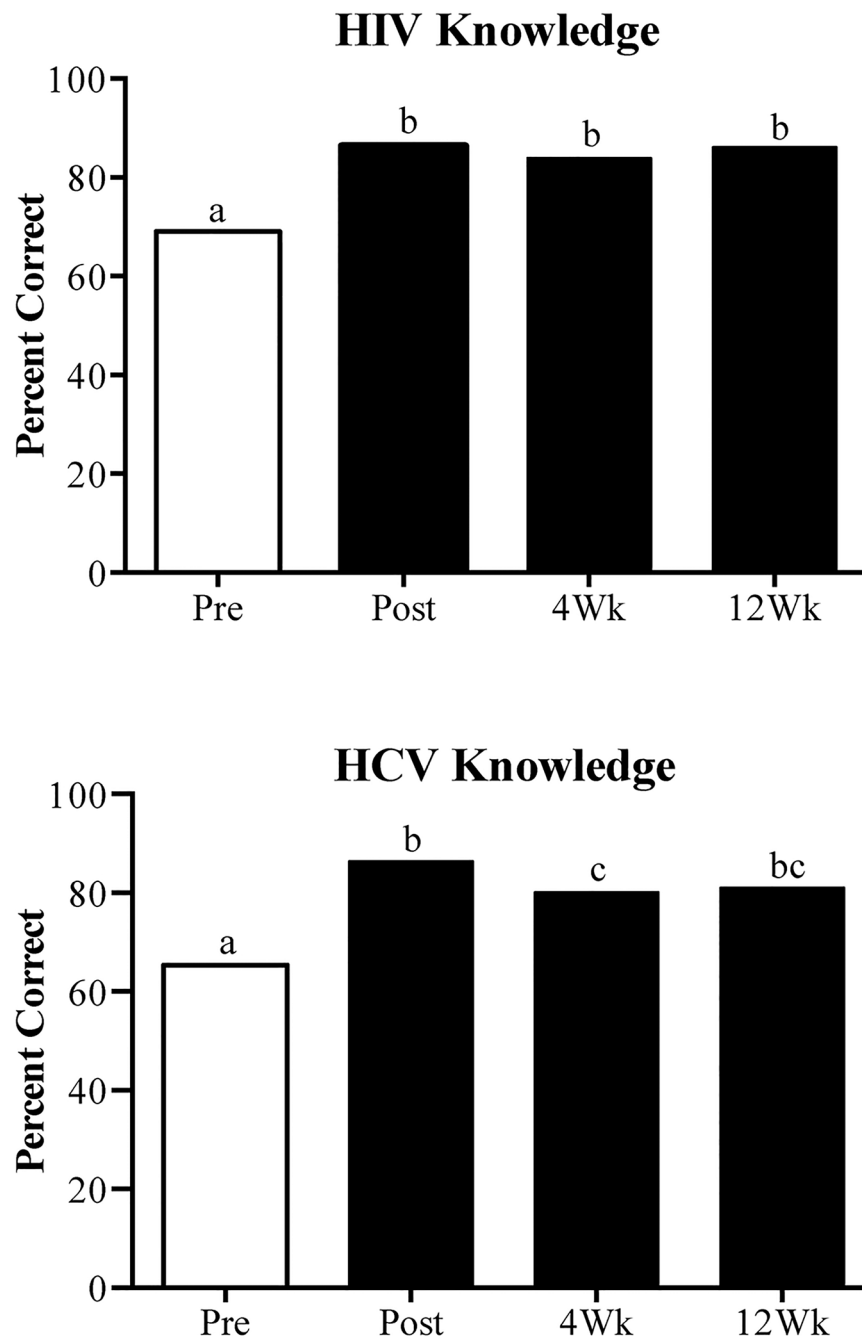 HIV Knowledge
Percent Correct
100
80
60
40
20
0
a
b
b
b
Pre
Post
4Wk
12Wk
HCV Knowledge
Percent Correct
100
80
60
40
20
0
a
b
c
bc
Pre
Post
4Wk
12Wk